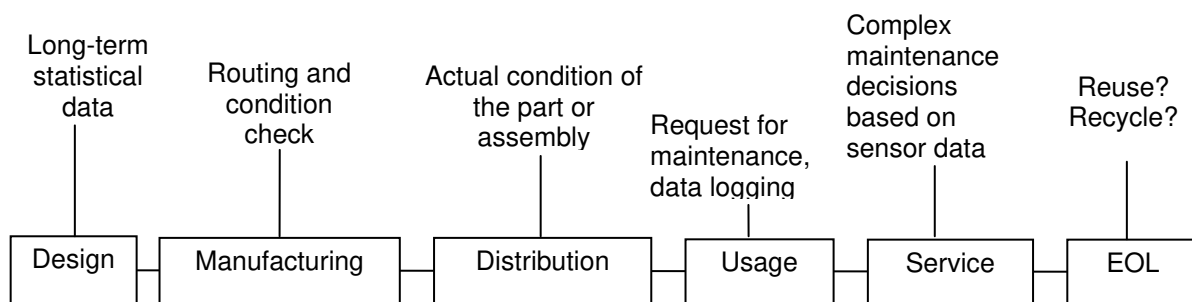 Long-term
statistical
data
Routing and
condition
check
Actual condition of
the part or
assembly
Request for
maintenance,
data logging
Complex
maintenance
decisions
based on
sensor data
Reuse?
Recycle?
Design
Manufacturing
Distribution
Usage
Service
EOL